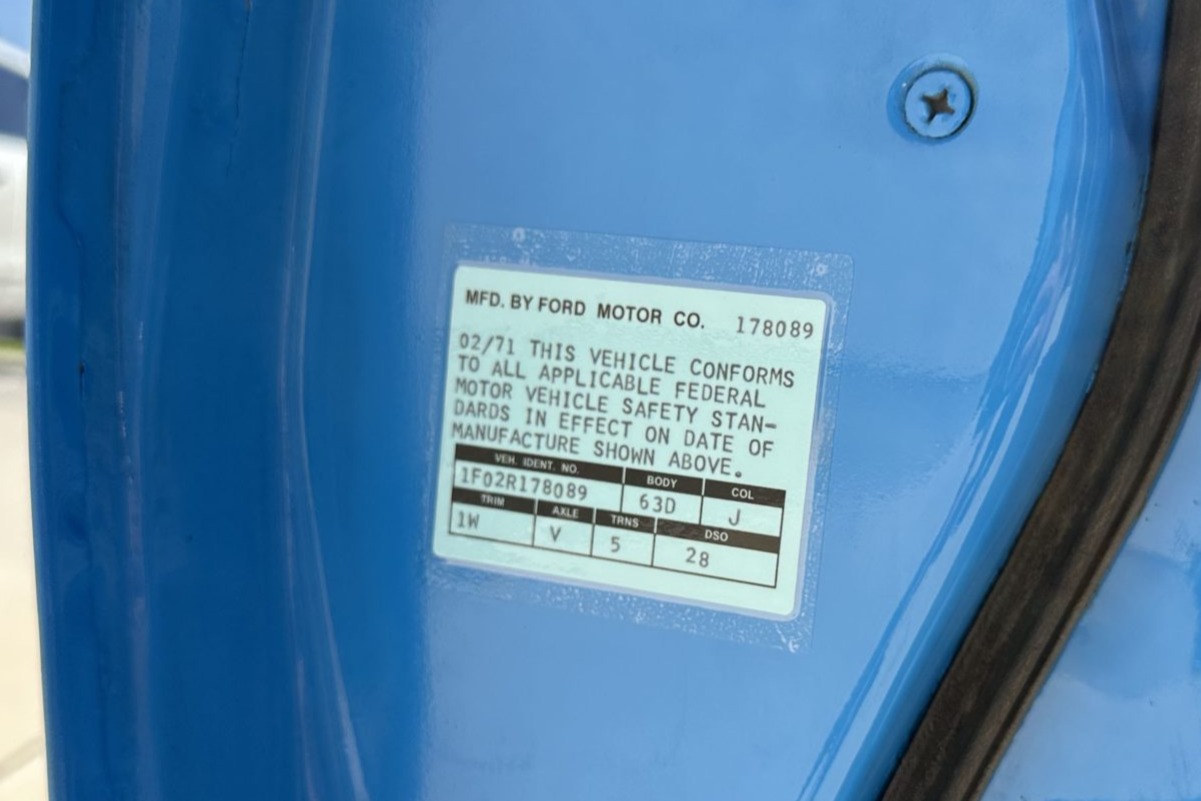 MFD. BY FORD MOTOR CO. 178089
02/71 THIS VEHICLE CONFORMS
TO ALL APPLICABLE FEDERAL
MOTOR VEHICLE SAFETY STAN-
DARDS IN EFFECT ON DATE OF
MANUFACTURE SHOWN ABOVE.
VEH. IDENT. NO. BODY COL
1F02R178089 63D J
TRIM AXLE TRNS DSO
1W V 5 28